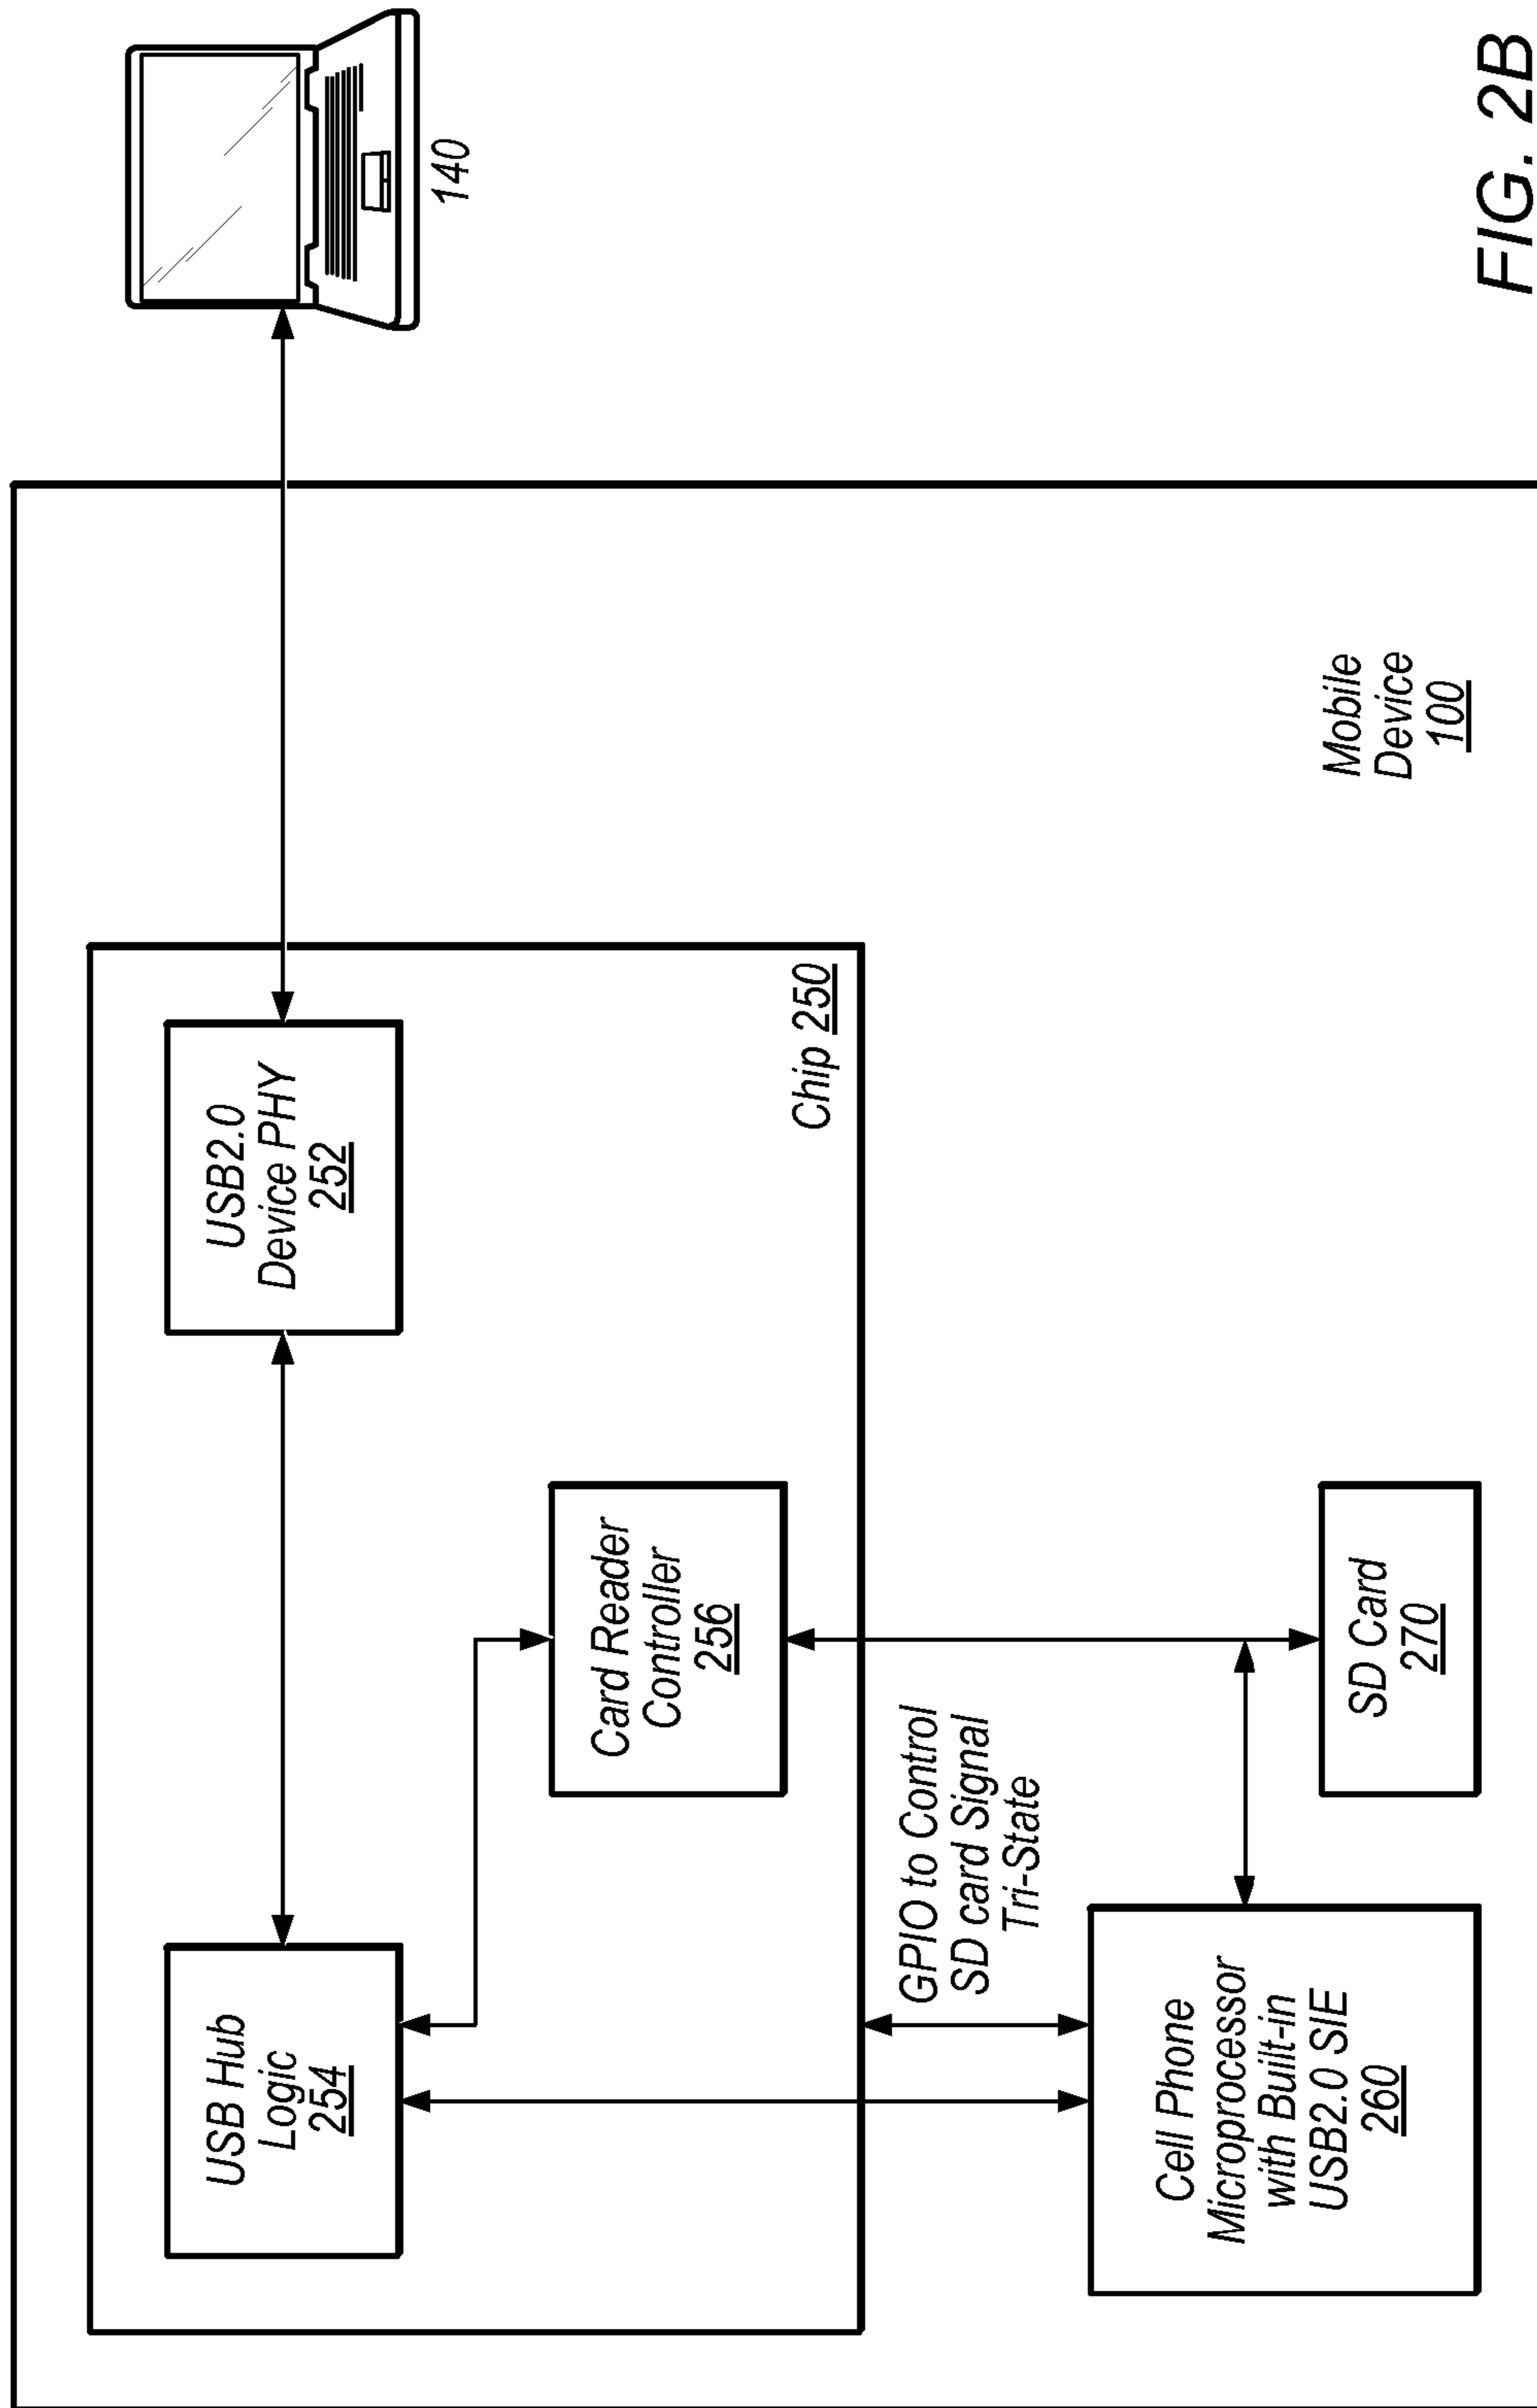 USB Hub
Logic
254
USB2.0
Device PHY
252
140
Card Reader
Controller
256
Chip 250
GPIO to Control
SD card Signal
Tri-State
Cell Phone
Microprocessor
with Built-in
USB2.0 SIE
260
SD Card
270
Mobile
Device
100
FIG. 2B